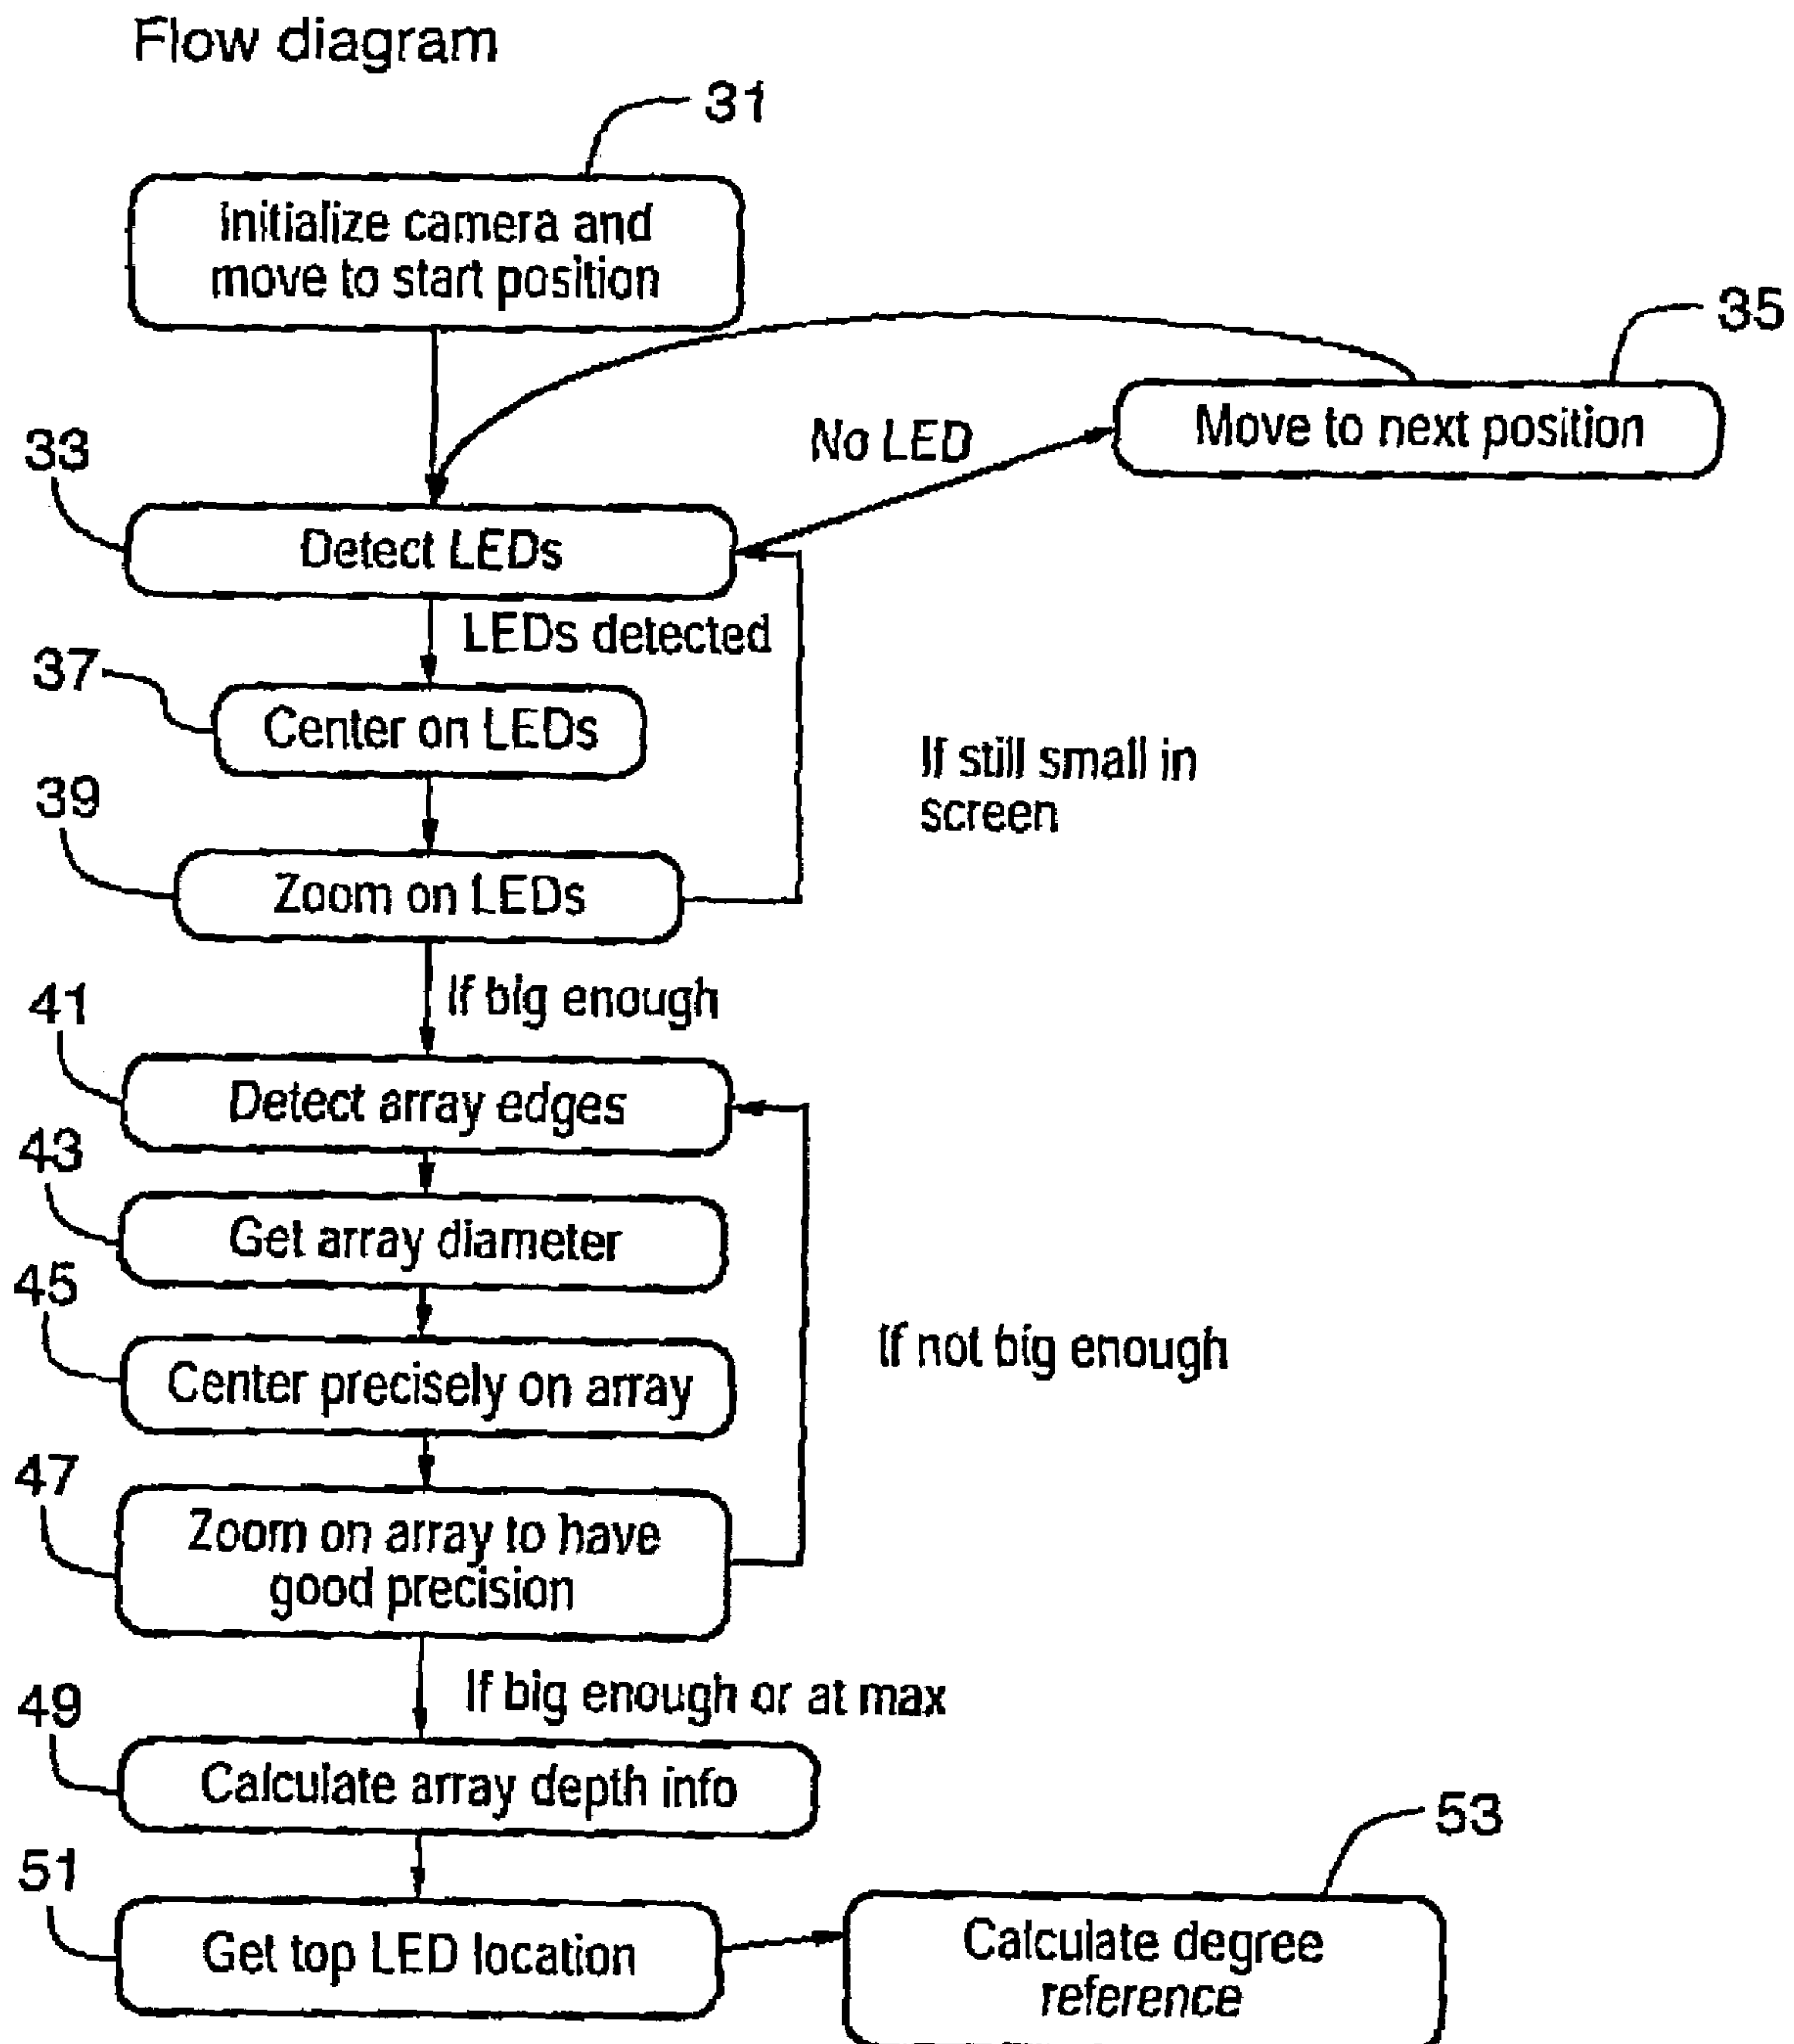 Flow diagram
31
Initialize camera and
move to start position
35
Move to next position
No LED
33
Detect LEDs
LEDs detected
37
Center on LEDs
If still small in
screen
39
Zoom on LEDs
If big enough
41
Detect array edges
43
Get array diameter
45
Center precisely on array
If not big enough
47
Zoom on array to have
good precision
If big enough or at max
49
Calculate array depth info
51
Get top LED location
53
Calculate degree
reference